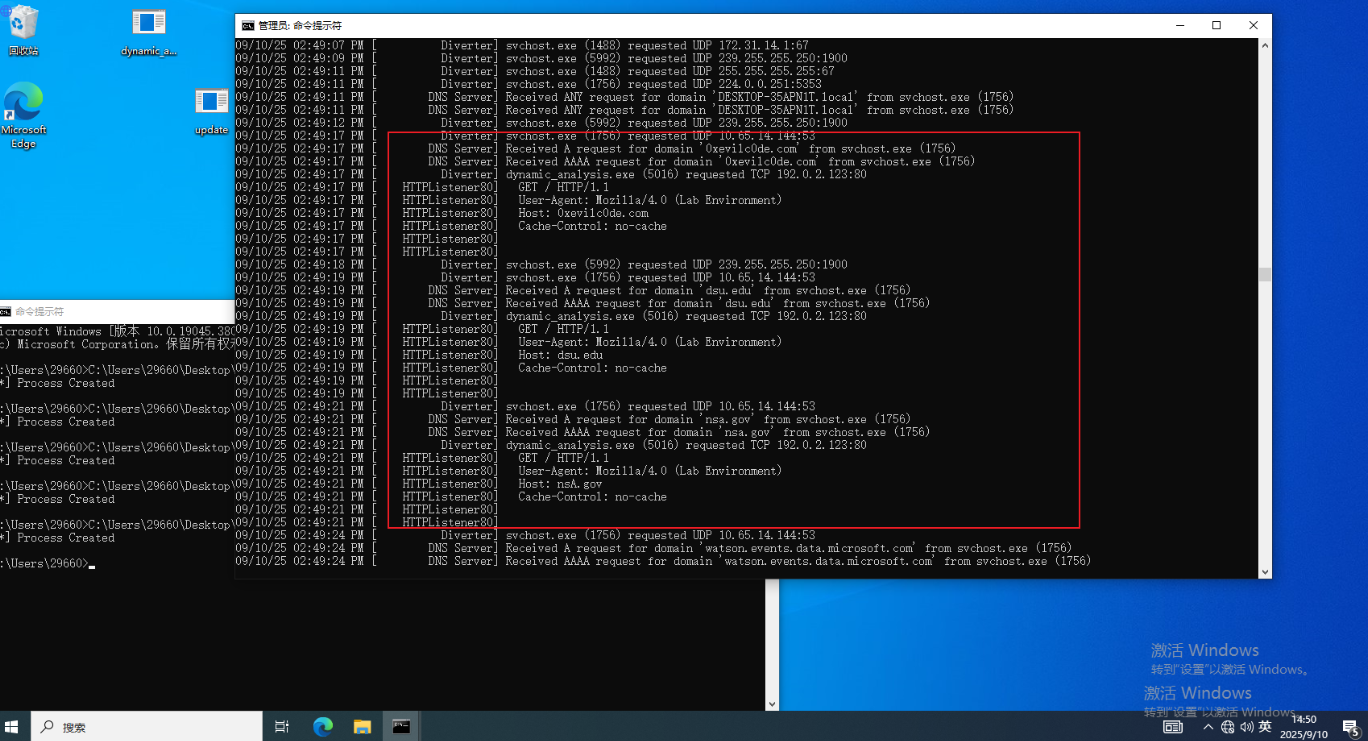 回收站
dynamic_a...
Microsoft
Edge
update
管理员: 命令提示符
09/10/25 02:49:07 PM [ Diverter] svchost.exe (1488) requested UDP 172.31.14.1:67
09/10/25 02:49:09 PM [ Diverter] svchost.exe (5992) requested UDP 239.255.255.250:1900
09/10/25 02:49:11 PM [ Diverter] svchost.exe (1488) requested UDP 255.255.255.255:67
09/10/25 02:49:11 PM [ Diverter] svchost.exe (1756) requested UDP 224.0.0.251:5353
09/10/25 02:49:11 PM [ DNS Server] Received ANY request for domain 'DESKTOP-35APN1T.local' from svchost.exe (1756)
09/10/25 02:49:11 PM [ DNS Server] Received ANY request for domain 'DESKTOP-35APN1T.local' from svchost.exe (1756)
09/10/25 02:49:12 PM [ Diverter] svchost.exe (5992) requested UDP 239.255.255.250:1900
09/10/25 02:49:17 PM [ Diverter] svchost.exe (1756) requested UDP 10.65.14.144:53
09/10/25 02:49:17 PM [ DNS Server] Received A request for domain '0xevilc0de.com' from svchost.exe (1756)
09/10/25 02:49:17 PM [ DNS Server] Received AAAA request for domain '0xevilc0de.com' from svchost.exe (1756)
09/10/25 02:49:17 PM [ Diverter] dynamic_analysis.exe (5016) requested TCP 192.0.2.123:80
09/10/25 02:49:17 PM [ HTTPListener80] GET / HTTP/1.1
09/10/25 02:49:17 PM [ HTTPListener80] User-Agent: Mozilla/4.0 (Lab Environment)
09/10/25 02:49:17 PM [ HTTPListener80] Host: 0xevilc0de.com
09/10/25 02:49:17 PM [ HTTPListener80] Cache-Control: no-cache
09/10/25 02:49:17 PM [ HTTPListener80]
09/10/25 02:49:17 PM [ HTTPListener80]
09/10/25 02:49:18 PM [ Diverter] svchost.exe (5992) requested UDP 239.255.255.250:1900
09/10/25 02:49:19 PM [ Diverter] svchost.exe (1756) requested UDP 10.65.14.144:53
09/10/25 02:49:19 PM [ DNS Server] Received A request for domain 'dsu.edu' from svchost.exe (1756)
09/10/25 02:49:19 PM [ DNS Server] Received AAAA request for domain 'dsu.edu' from svchost.exe (1756)
09/10/25 02:49:19 PM [ Diverter] dynamic_analysis.exe (5016) requested TCP 192.0.2.123:80
09/10/25 02:49:19 PM [ HTTPListener80] GET / HTTP/1.1
09/10/25 02:49:19 PM [ HTTPListener80] User-Agent: Mozilla/4.0 (Lab Environment)
09/10/25 02:49:19 PM [ HTTPListener80] Host: dsu.edu
09/10/25 02:49:19 PM [ HTTPListener80] Cache-Control: no-cache
09/10/25 02:49:19 PM [ HTTPListener80]
09/10/25 02:49:19 PM [ HTTPListener80]
09/10/25 02:49:21 PM [ Diverter] svchost.exe (1756) requested UDP 10.65.14.144:53
09/10/25 02:49:21 PM [ DNS Server] Received A request for domain 'nsa.gov' from svchost.exe (1756)
09/10/25 02:49:21 PM [ DNS Server] Received AAAA request for domain 'nsa.gov' from svchost.exe (1756)
09/10/25 02:49:21 PM [ Diverter] dynamic_analysis.exe (5016) requested TCP 192.0.2.123:80
09/10/25 02:49:21 PM [ HTTPListener80] GET / HTTP/1.1
09/10/25 02:49:21 PM [ HTTPListener80] User-Agent: Mozilla/4.0 (Lab Environment)
09/10/25 02:49:21 PM [ HTTPListener80] Host: nsA.gov
09/10/25 02:49:21 PM [ HTTPListener80] Cache-Control: no-cache
09/10/25 02:49:21 PM [ HTTPListener80]
09/10/25 02:49:21 PM [ HTTPListener80]
09/10/25 02:49:24 PM [ Diverter] svchost.exe (1756) requested UDP 10.65.14.144:53
09/10/25 02:49:24 PM [ DNS Server] Received A request for domain 'watson.events.data.microsoft.com' from svchost.exe (1756)
09/10/25 02:49:24 PM [ DNS Server] Received AAAA request for domain 'watson.events.data.microsoft.com' from svchost.exe (1756)
命令提示符
icrosoft Windows [版本 10.0.19045.380
c) Microsoft Corporation。保留所有权
:\Users\29660>C:\Users\29660\Desktop\
*] Process Created
:\Users\29660>C:\Users\29660\Desktop\
*] Process Created
:\Users\29660>C:\Users\29660\Desktop\
*] Process Created
:\Users\29660>C:\Users\29660\Desktop\
*] Process Created
:\Users\29660>C:\Users\29660\Desktop\
*] Process Created
:\Users\29660>
激活 Windows
转到"设置"以激活 Windows。
激活 Windows
转到"设置"以激活 Windows。
搜索
英
14:50
2025/9/10
5